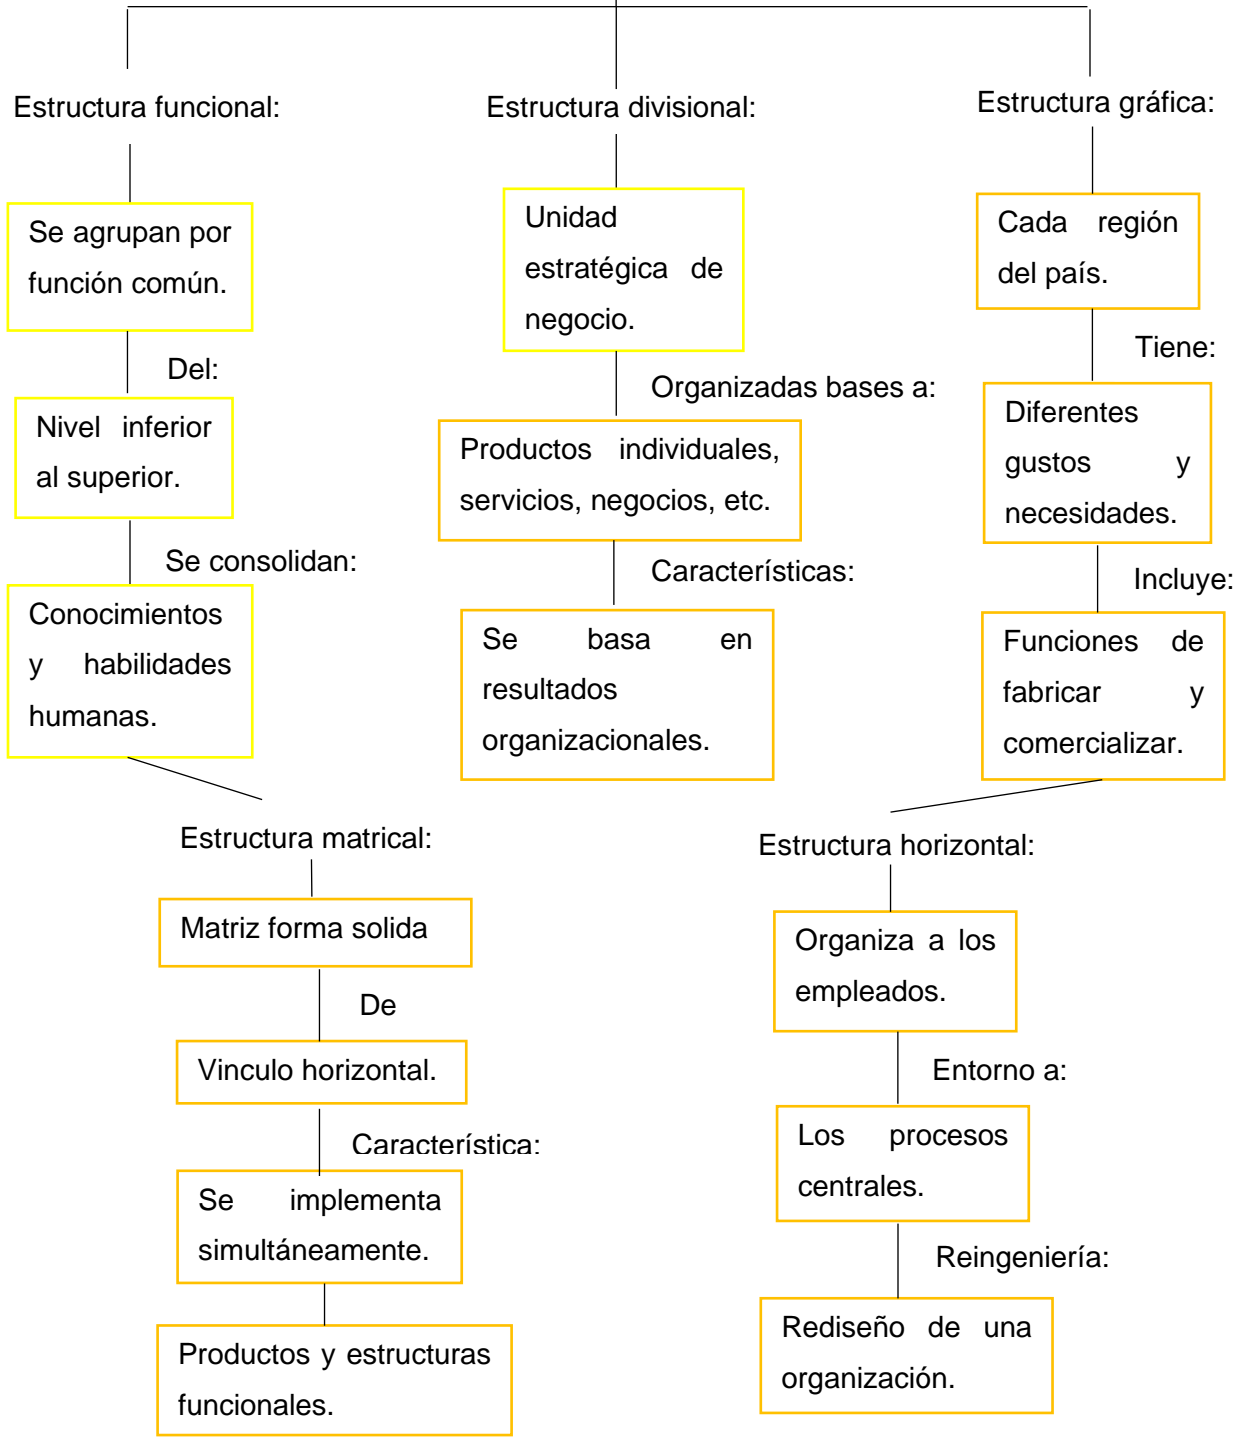 Estructura funcional:
Se agrupan por
función común.
Del:
Nivel inferior
al superior.
Se consolidan:
Conocimientos
y habilidades
humanas.
Estructura divisional:
Unidad
estratégica de
negocio.
Organizadas bases a:
Productos individuales,
servicios, negocios, etc.
Características:
Se basa en
resultados
organizacionales.
Estructura gráfica:
Cada región
del país.
Tiene:
Diferentes
gustos y
necesidades.
Incluye:
Funciones de
fabricar y
comercializar.
Estructura matrical:
Matriz forma solida
De
Vinculo horizontal.
Característica:
Se implementa
simultáneamente.
Productos y estructuras
funcionales.
Estructura horizontal:
Organiza a los
empleados.
Entorno a:
Los procesos
centrales.
Reingeniería:
Rediseño de una
organización.